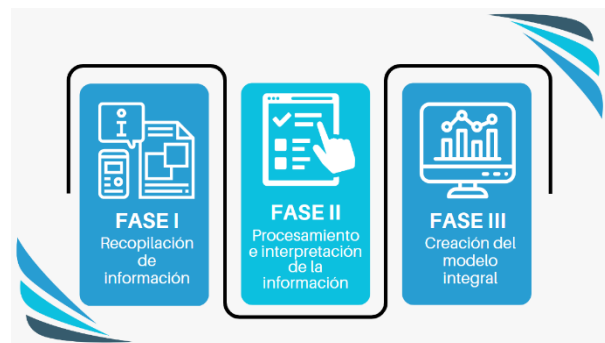 FASE I
Recopilación
de
información
FASE II
Procesamiento
e interpretación
de la
información
FASE III
Creación del
modelo
integral